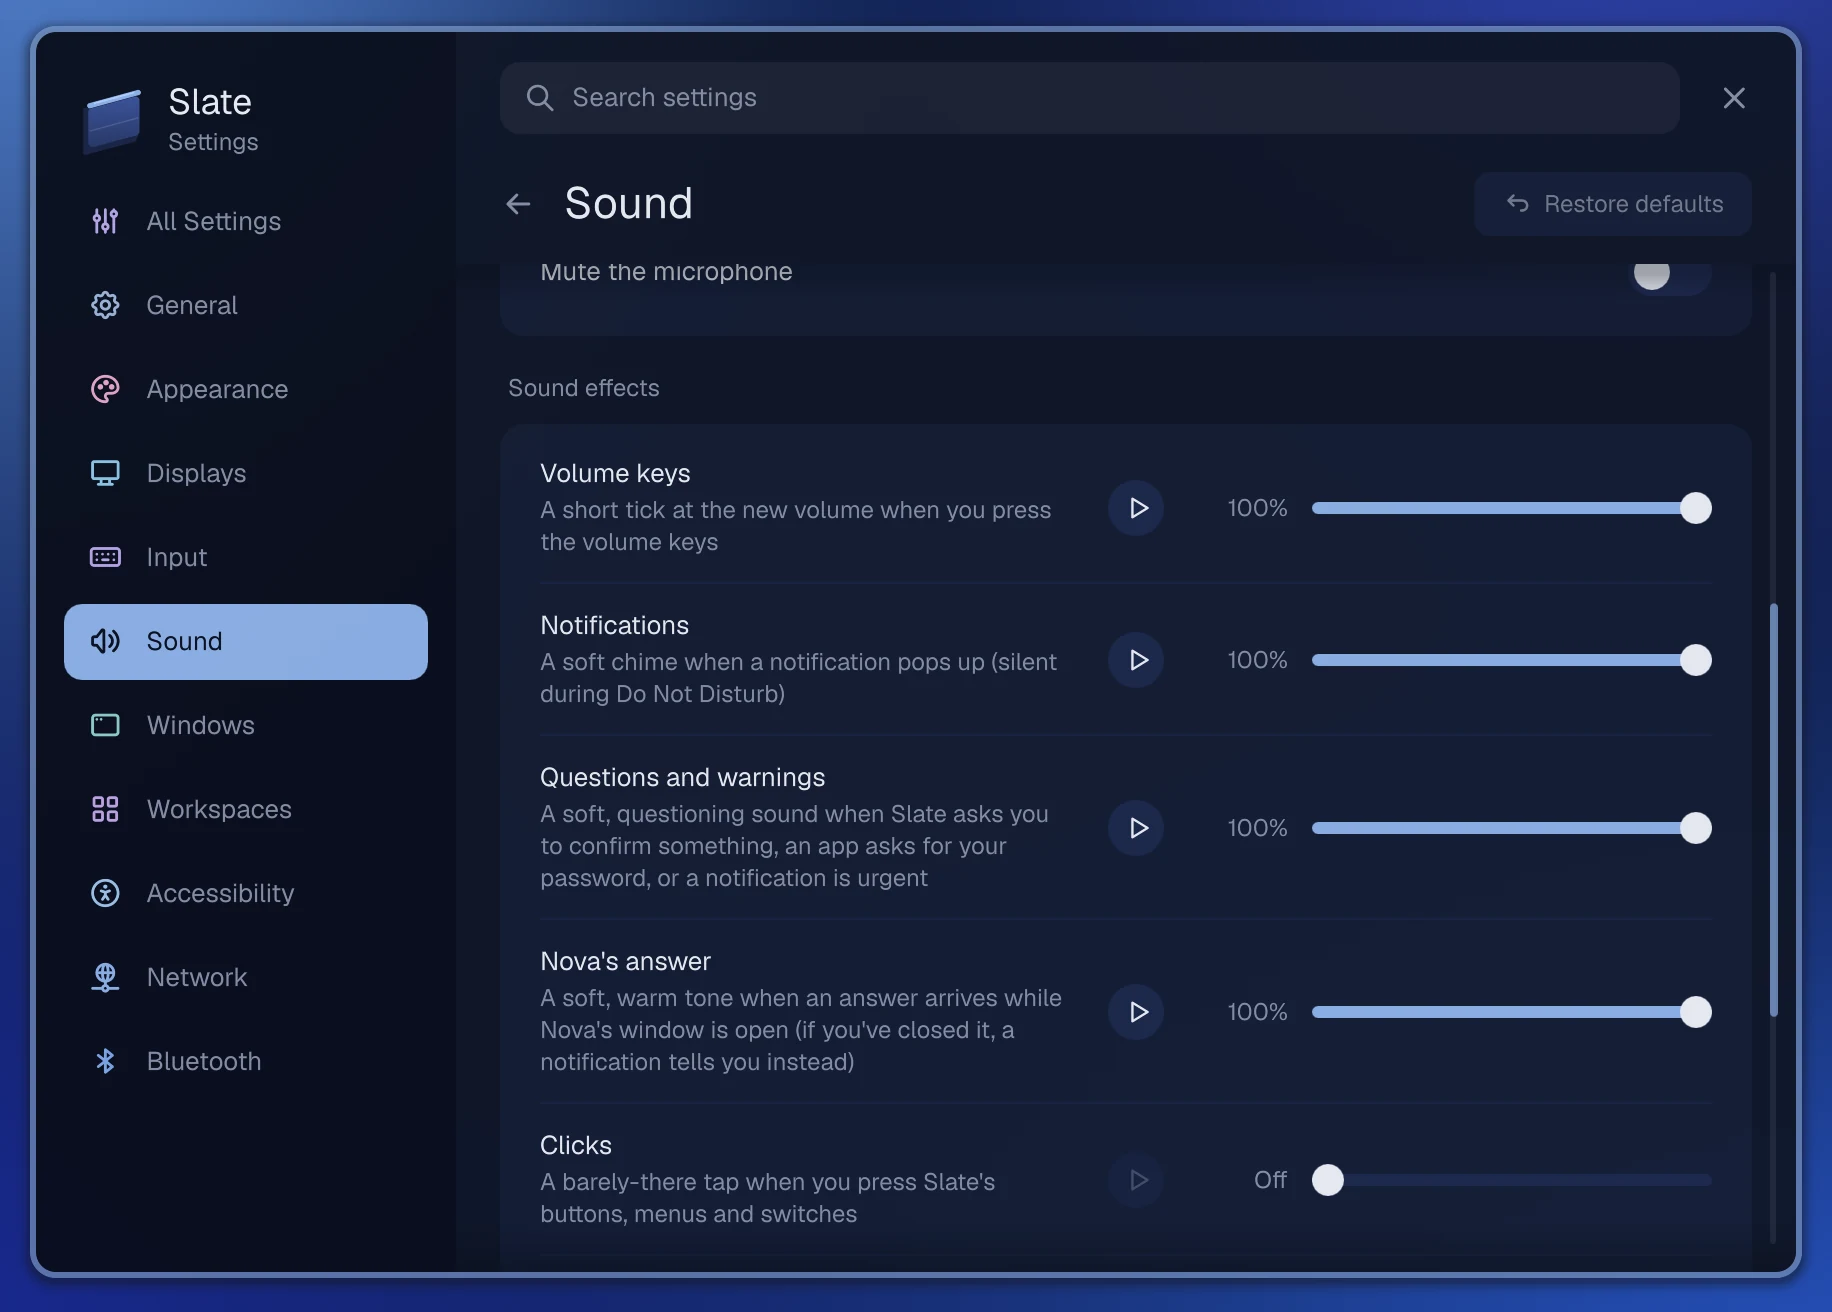 Slate
Settings
All Settings
General
Appearance
Displays
Input
Sound
Windows
Workspaces
Accessibility
Network
Bluetooth
Search settings
Sound
Restore defaults
Mute the microphone
Sound effects
Volume keys
A short tick at the new volume when you press
the volume keys
100%
Notifications
A soft chime when a notification pops up (silent
during Do Not Disturb)
100%
Questions and warnings
A soft, questioning sound when Slate asks you
to confirm something, an app asks for your
password, or a notification is urgent
100%
Nova's answer
A soft, warm tone when an answer arrives while
Nova's window is open (if you've closed it, a
notification tells you instead)
100%
Clicks
A barely-there tap when you press Slate's
buttons, menus and switches
Off